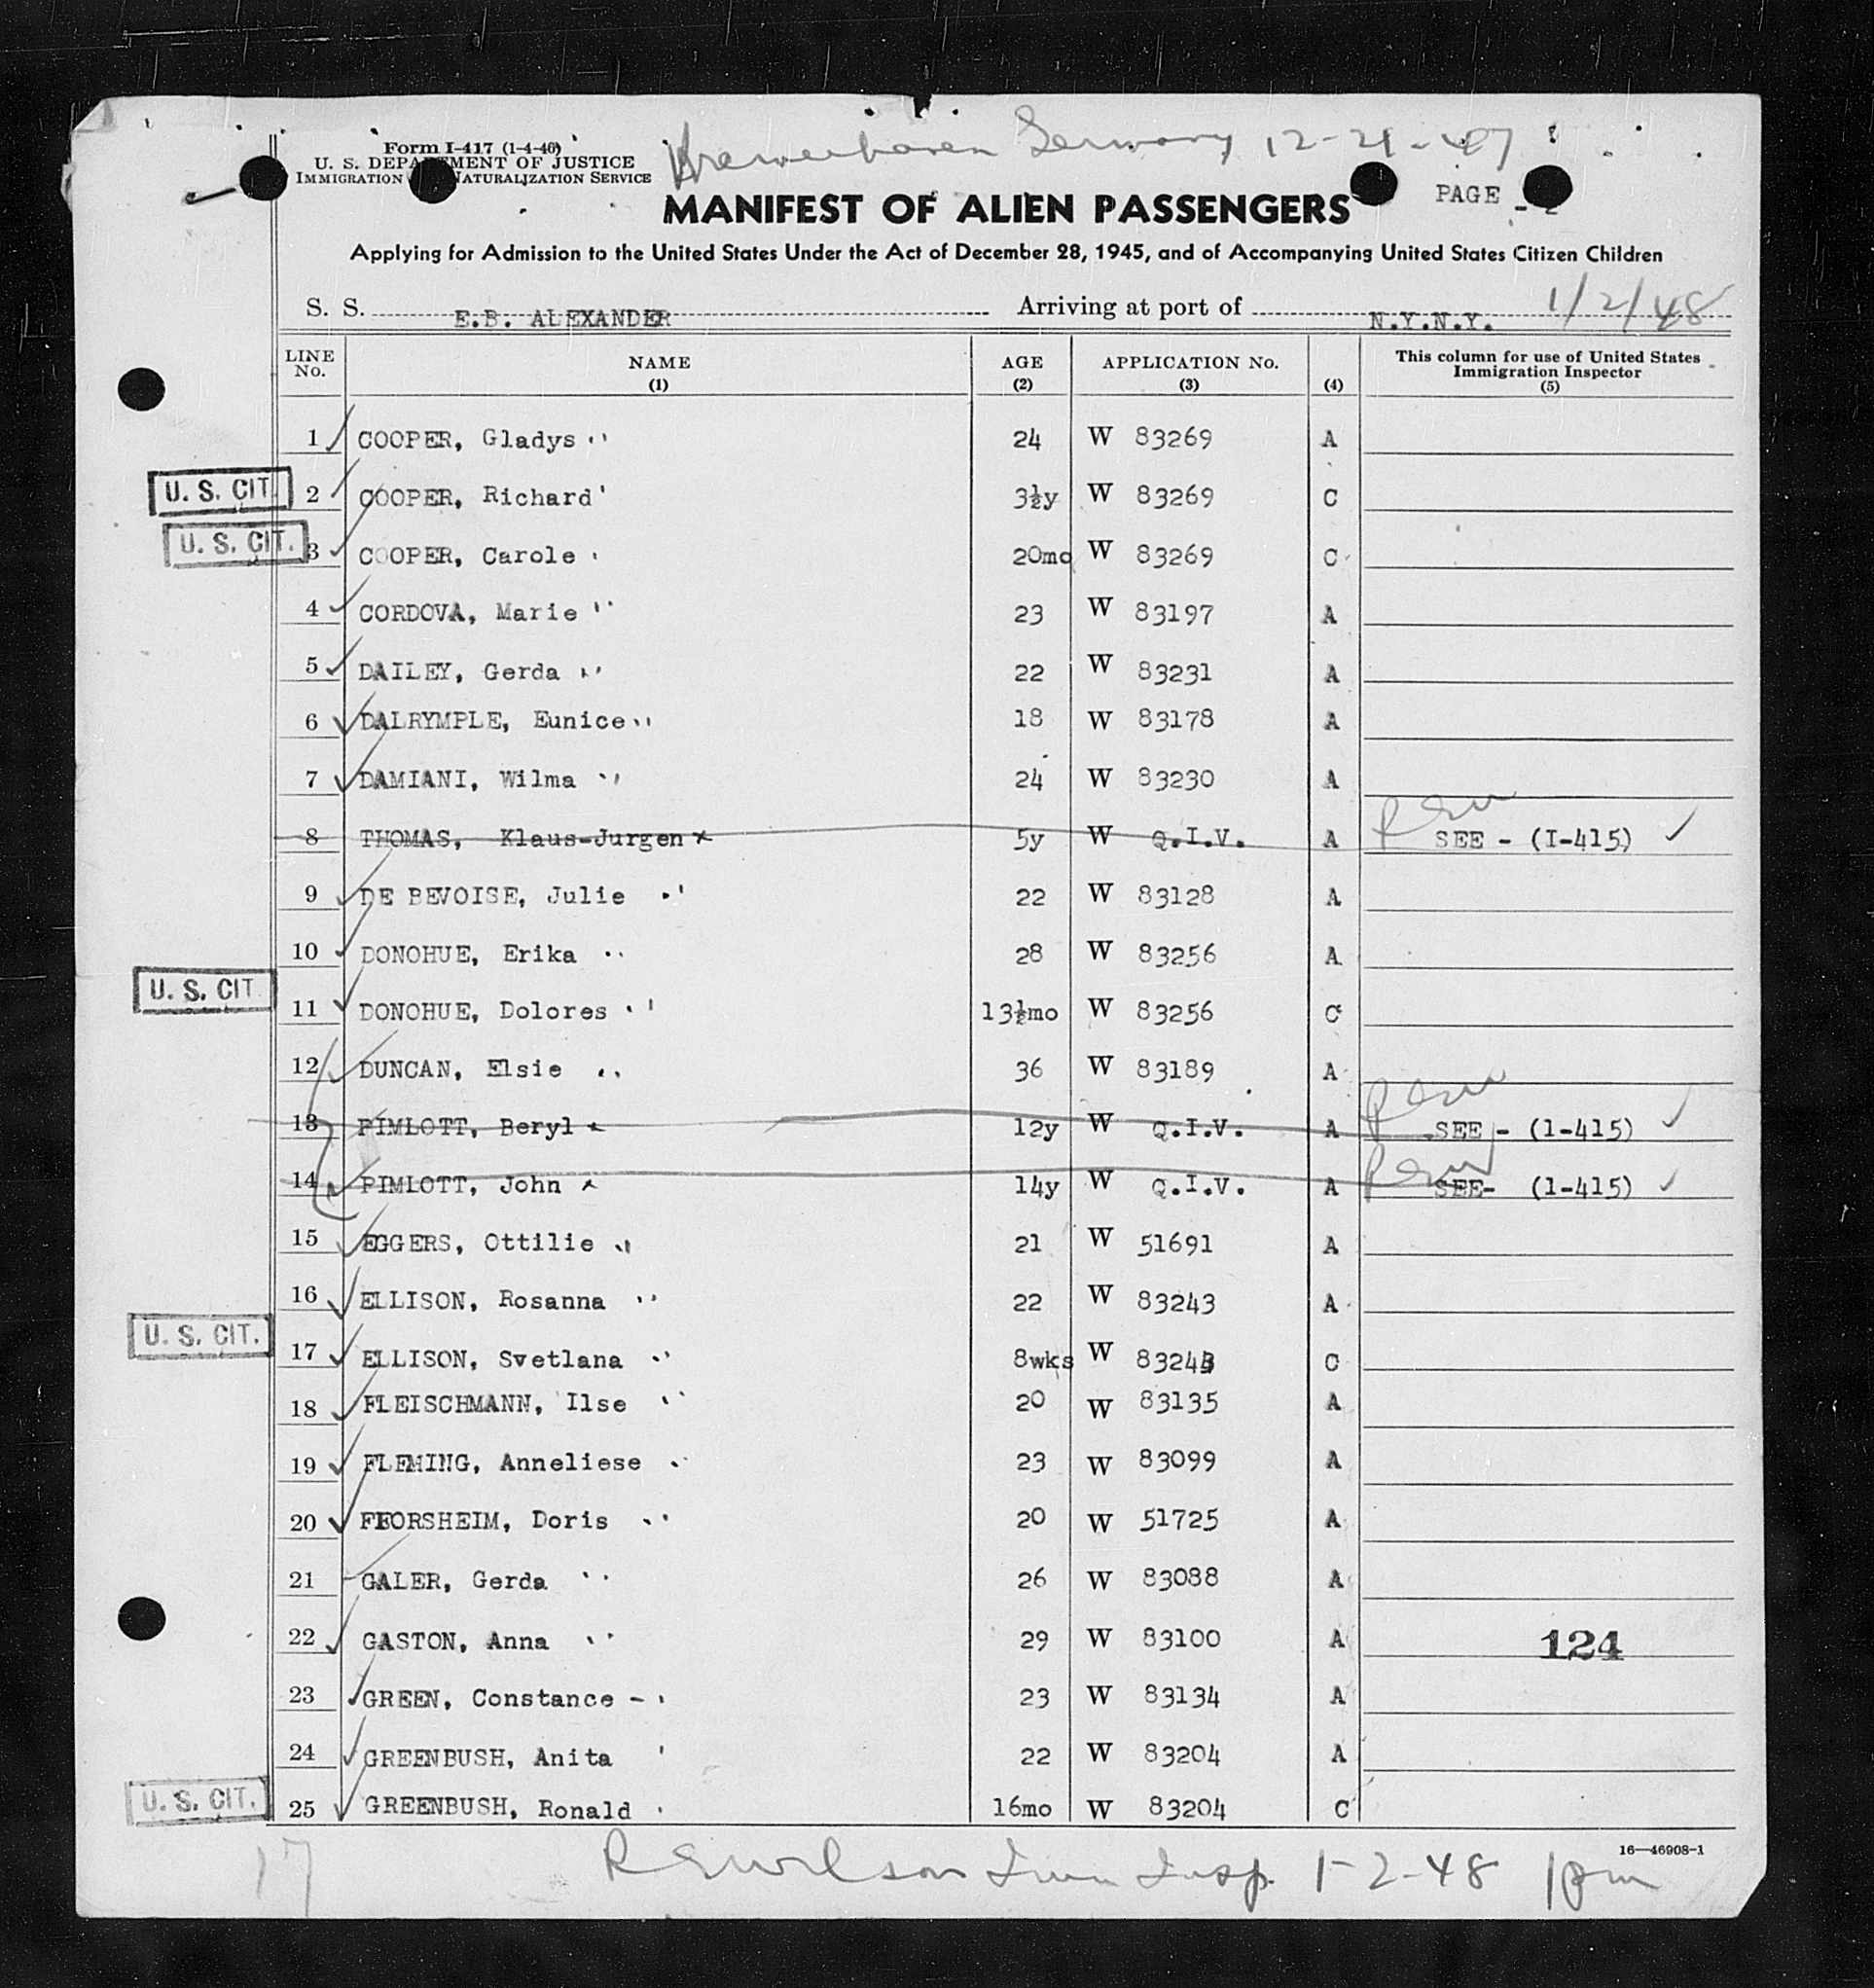 Form I-417 (1-4-46)
U. S. DEPARTMENT OF JUSTICE
IMMIGRATION NATURALIZATION SERVICE
Bremerhaven Germany 12-21-47
PAGE - 2
MANIFEST OF ALIEN PASSENGERS
Applying for Admission to the United States Under the Act of December 28, 1945, and of Accompanying United States Citizen Children
S. S. E.B. ALEXANDER Arriving at port of N.Y.N.Y. 1/2/48
LINE No. NAME (1) AGE (2) APPLICATION No. (3) (4) This column for use of United States Immigration Inspector (5)
1 COOPER, Gladys 24 W 83269 A
U. S. CIT. 2 COOPER, Richard 3½y W 83269 C
U. S. CIT. 3 COOPER, Carole 20mo W 83269 C
4 CORDOVA, Marie 23 W 83197 A
5 DAILEY, Gerda 22 W 83231 A
6 DALRYMPLE, Eunice 18 W 83178 A
7 DAMIANI, Wilma 24 W 83230 A
8 THOMAS, Klaus-Jurgen x 5y W Q.I.V. A REW SEE - (I-415)
9 DE BEVOISE, Julie 22 W 83128 A
10 DONOHUE, Erika 28 W 83256 A
U. S. CIT 11 DONOHUE, Dolores 13½mo W 83256 C
12 DUNCAN, Elsie 36 W 83189 A
13 PIMLOTT, Beryl x 12y W Q.I.V. A REW SEE - (1-415)
14 PIMLOTT, John x 14y W Q.I.V. A REW SEE- (1-415)
15 EGGERS, Ottilie 21 W 51691 A
16 ELLISON, Rosanna 22 W 83243 A
U. S. CIT. 17 ELLISON, Svetlana 8wks W 83243 C
18 FLEISCHMANN, Ilse 20 W 83135 A
19 FLEMING, Anneliese 23 W 83099 A
20 FFORSHEIM, Doris 20 W 51725 A
21 GALER, Gerda 26 W 83088 A
22 GASTON, Anna 29 W 83100 A 124
23 GREEN, Constance 23 W 83134 A
24 GREENBUSH, Anita 22 W 83204 A
U. S. CIT. 25 GREENBUSH, Ronald 16mo W 83204 C
16—46908-1
17 R E Wilson Imm Insp. 1-2-48 1pm